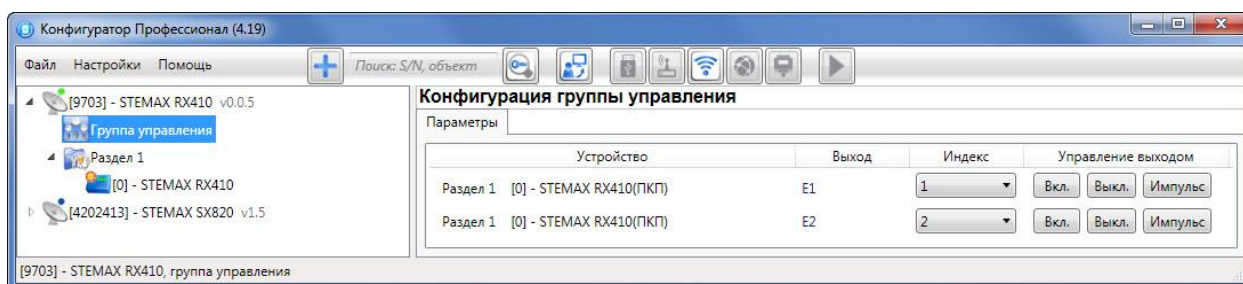 Конфигуратор Профессионал (4.19)
Файл Настройки Помощь Поиск: S/N, объект
[9703] - STEMAX RX410 v0.0.5
Группа управления
Раздел 1
[0] - STEMAX RX410
[4202413] - STEMAX SX820 v1.5
Конфигурация группы управления
Параметры
Устройство Выход Индекс Управление выходом
Раздел 1 [0] - STEMAX RX410(ПКП) E1 1 Вкл. Выкл. Импульс
Раздел 1 [0] - STEMAX RX410(ПКП) E2 2 Вкл. Выкл. Импульс
[9703] - STEMAX RX410, группа управления